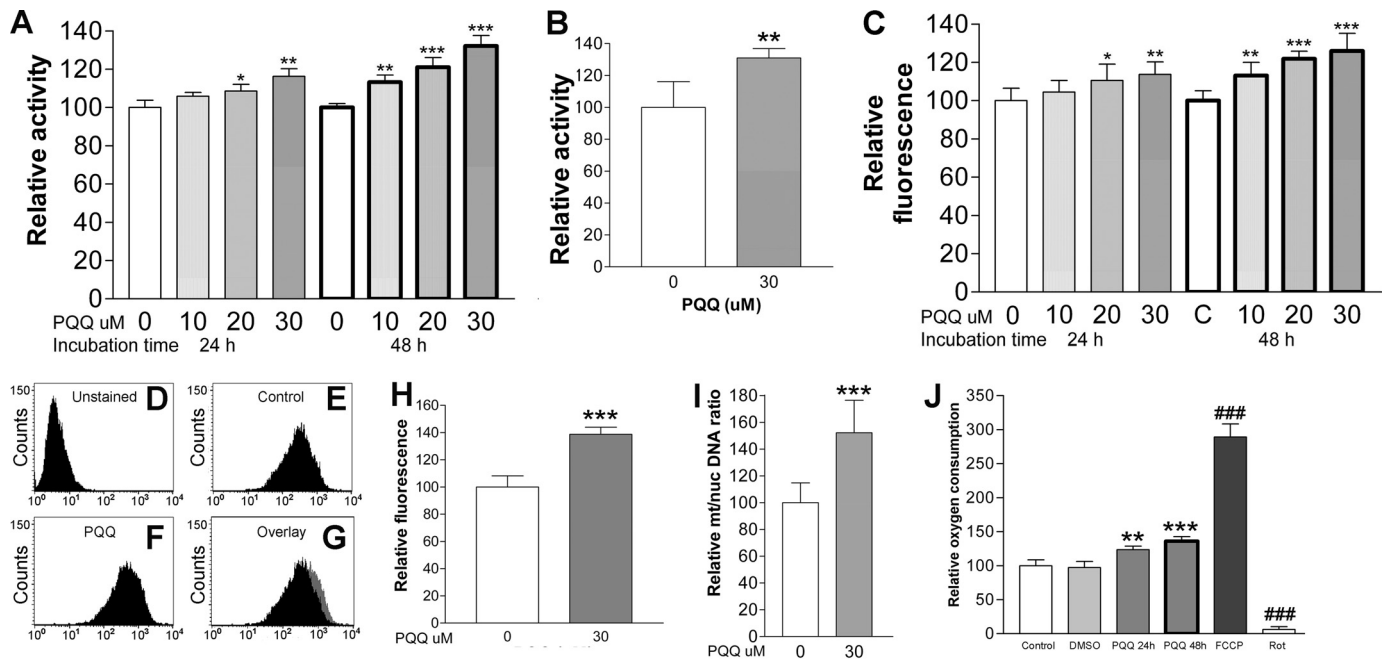 A
Relative activity
140
120
100
80
60
40
20
0
*
**
**
***
***
PQQ uM 0 10 20 30 0 10 20 30
Incubation time 24 h 48 h
B
Relative activity
140
120
100
80
60
40
20
0
**
0 30
PQQ (uM)
C
Relative
fluorescence
140
120
100
80
60
40
20
0
*
**
**
***
***
PQQ uM 0 10 20 30 C 10 20 30
Incubation time 24 h 48 h
D
Unstained
150
Counts
10⁰ 10¹ 10² 10³ 10⁴
E
Control
150
Counts
10⁰ 10¹ 10² 10³ 10⁴
F
PQQ
150
Counts
10⁰ 10¹ 10² 10³ 10⁴
G
Overlay
150
Counts
10⁰ 10¹ 10² 10³ 10⁴
H
Relative fluorescence
160
140
120
100
80
60
40
20
0
***
PQQ uM 0 30
I
Relative mt/nuc DNA ratio
180
160
140
120
100
80
60
40
20
0
***
PQQ uM 0 30
J
Relative oxygen consumption
350
300
250
200
150
100
50
0
**
***
###
###
Control DMSO PQQ 24h PQQ 48h FCCP Rot